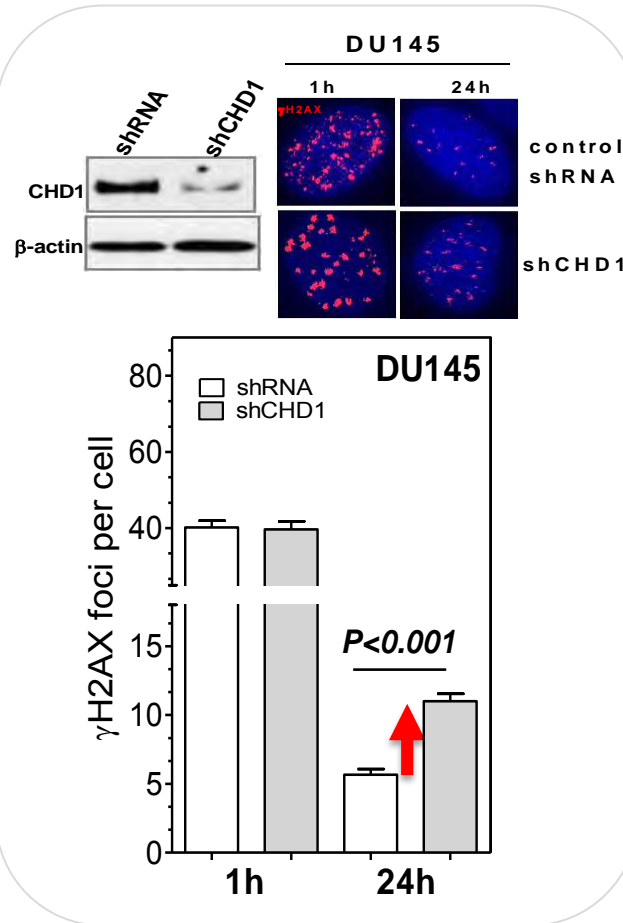 DU145
1h 24h
shRNA shCHD1
γH2AX
control
shRNA
CHD1
β-actin
shCHD1
DU145
shRNA
shCHD1
80
60
40
15
10
5
0
γH2AX foci per cell
P<0.001
1h 24h